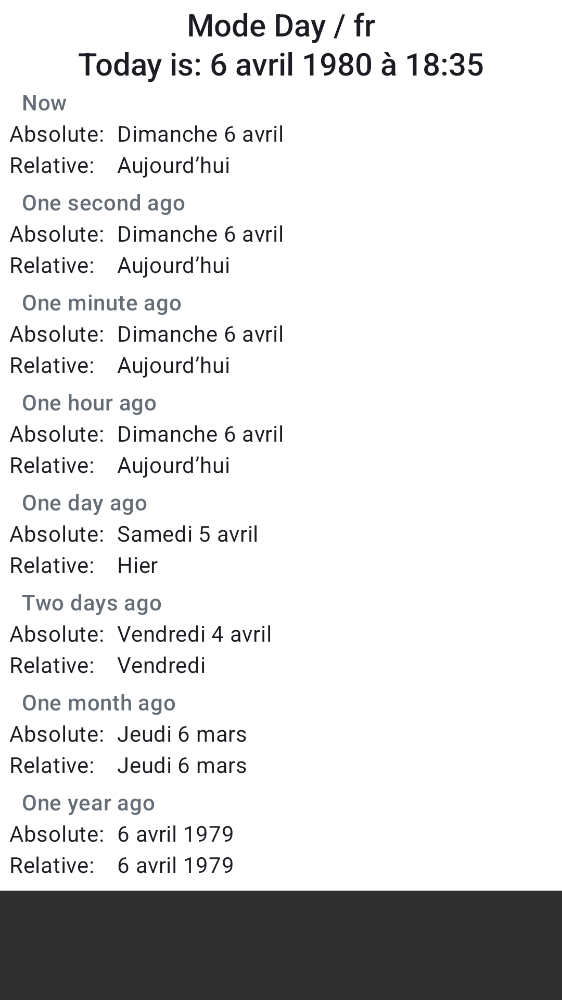 Mode Day / fr
Today is: 6 avril 1980 à 18:35
Now
Absolute: Dimanche 6 avril
Relative: Aujourd’hui
One second ago
Absolute: Dimanche 6 avril
Relative: Aujourd’hui
One minute ago
Absolute: Dimanche 6 avril
Relative: Aujourd’hui
One hour ago
Absolute: Dimanche 6 avril
Relative: Aujourd’hui
One day ago
Absolute: Samedi 5 avril
Relative: Hier
Two days ago
Absolute: Vendredi 4 avril
Relative: Vendredi
One month ago
Absolute: Jeudi 6 mars
Relative: Jeudi 6 mars
One year ago
Absolute: 6 avril 1979
Relative: 6 avril 1979